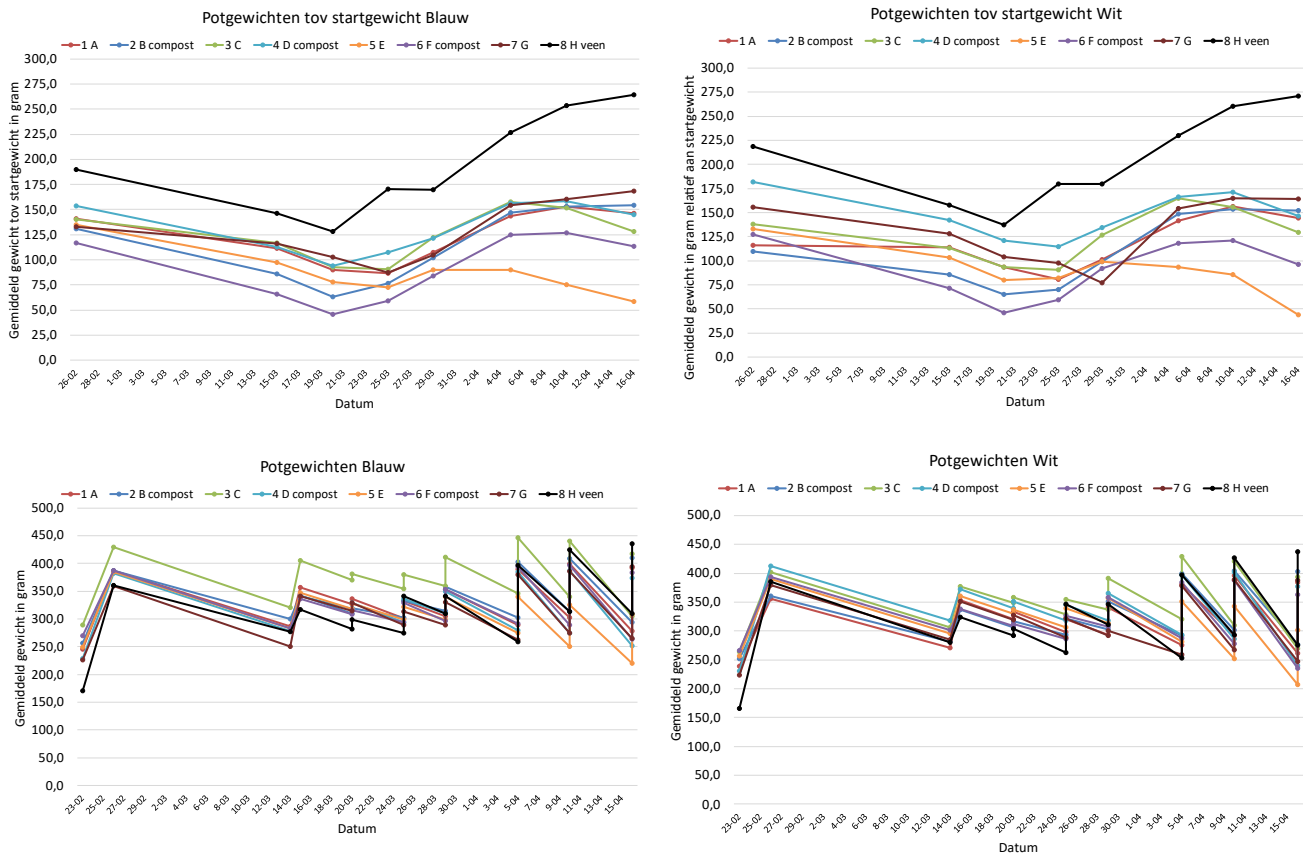 Potgewichten tov startgewicht Blauw
1 A 2 B compost 3 C 4 D compost 5 E 6 F compost 7 G 8 H veen
Gemiddeld gewicht tov startgewicht in gram
300,0
275,0
250,0
225,0
200,0
175,0
150,0
125,0
100,0
75,0
50,0
25,0
0,0
26-02 28-02 1-03 3-03 5-03 7-03 9-03 11-03 13-03 15-03 17-03 19-03 21-03 23-03 25-03 27-03 29-03 31-03 2-04 4-04 6-04 8-04 10-04 12-04 14-04 16-04
Datum
Potgewichten tov startgewicht Wit
1 A 2 B compost 3 C 4 D compost 5 E 6 F compost 7 G 8 H veen
Gemiddeld gewicht in gram relatief aan startgewicht
300,0
275,0
250,0
225,0
200,0
175,0
150,0
125,0
100,0
75,0
50,0
25,0
0,0
26-02 28-02 1-03 3-03 5-03 7-03 9-03 11-03 13-03 15-03 17-03 19-03 21-03 23-03 25-03 27-03 29-03 31-03 2-04 4-04 6-04 8-04 10-04 12-04 14-04 16-04
Datum
Potgewichten Blauw
1 A 2 B compost 3 C 4 D compost 5 E 6 F compost 7 G 8 H veen
Gemiddeld gewicht in gram
500,0
450,0
400,0
350,0
300,0
250,0
200,0
150,0
100,0
50,0
0,0
23-02 25-02 27-02 29-02 2-03 4-03 6-03 8-03 10-03 12-03 14-03 16-03 18-03 20-03 22-03 24-03 26-03 28-03 30-03 1-04 3-04 5-04 7-04 9-04 11-04 13-04 15-04
Datum
Potgewichten Wit
1 A 2 B compost 3 C 4 D compost 5 E 6 F compost 7 G 8 H veen
Gemiddeld gewicht in gram
500,0
450,0
400,0
350,0
300,0
250,0
200,0
150,0
100,0
50,0
0,0
23-02 25-02 27-02 29-02 2-03 4-03 6-03 8-03 10-03 12-03 14-03 16-03 18-03 20-03 22-03 24-03 26-03 28-03 30-03 1-04 3-04 5-04 7-04 9-04 11-04 13-04 15-04
Datum